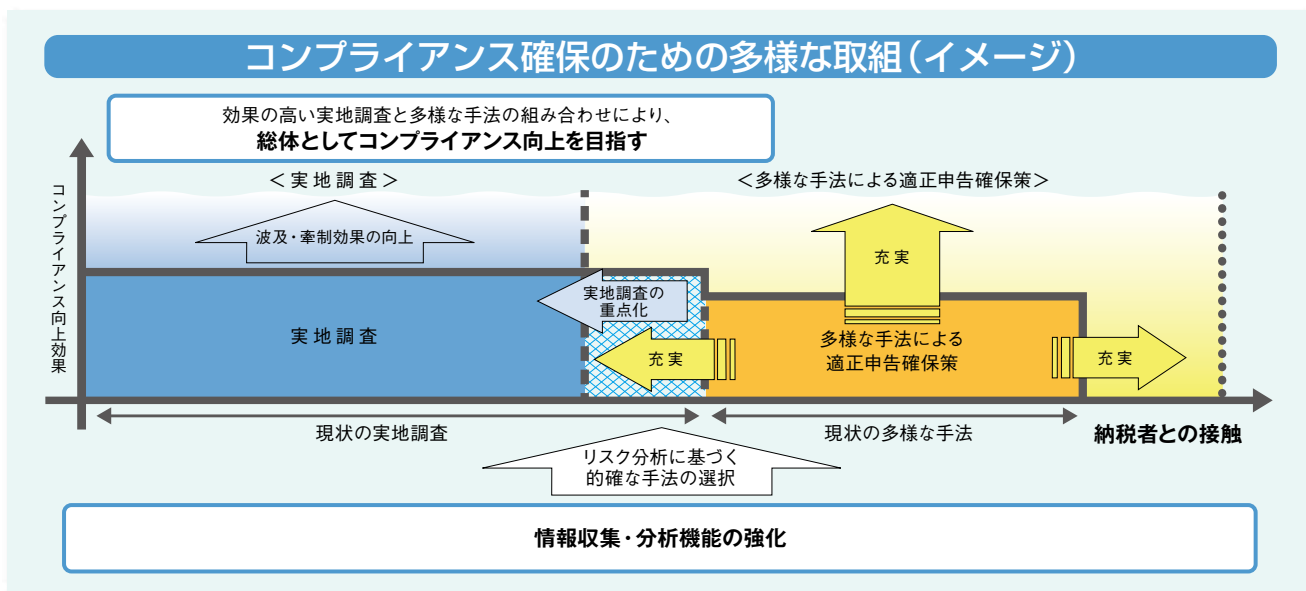 コンプライアンス確保のための多様な取組(イメージ)
効果の高い実地調査と多様な手法の組み合わせにより、
総体としてコンプライアンス向上を目指す
コンプライアンス向上効果
<実地調査>
<多様な手法による適正申告確保策>
波及・牽制効果の向上
充実
実地調査の
重点化
実地調査
充実
多様な手法による
適正申告確保策
充実
現状の実地調査
現状の多様な手法
納税者との接触
リスク分析に基づく
的確な手法の選択
情報収集・分析機能の強化